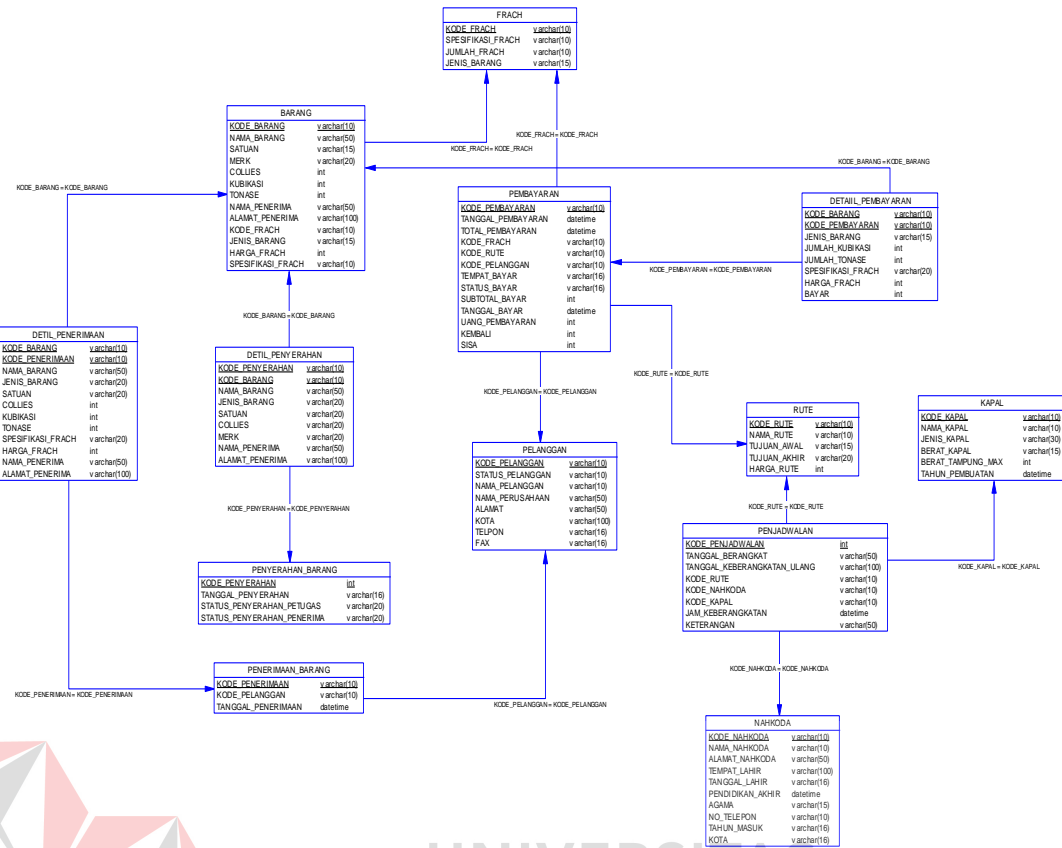 FRACH
KODE_FRACH varchar(10)
SPESIFIKASI_FRACH varchar(10)
JUMLAH_FRACH varchar(10)
JENIS_BARANG varchar(15)
BARANG
KODE_BARANG varchar(10)
NAMA_BARANG varchar(50)
SATUAN varchar(15)
MERK varchar(20)
COLLIES int
KUBIKASI int
TONASE int
NAMA_PENERIMA varchar(50)
ALAMAT_PENERIMA varchar(100)
KODE_FRACH varchar(10)
JENIS_BARANG varchar(15)
HARGA_FRACH int
SPESIFIKASI_FRACH varchar(10)
KODE_FRACH = KODE_FRACH
KODE_FRACH = KODE_FRACH
KODE_BARANG = KODE_BARANG
KODE_BARANG = KODE_BARANG
PEMBAYARAN
KODE_PEMBAYARAN varchar(10)
TANGGAL_PEMBAYARAN datetime
TOTAL_PEMBAYARAN datetime
KODE_FRACH varchar(10)
KODE_RUTE varchar(10)
KODE_PELANGGAN varchar(10)
TEMPAT_BAYAR varchar(16)
STATUS_BAYAR varchar(16)
SUBTOTAL_BAYAR int
TANGGAL_BAYAR datetime
UANG_PEMBAYARAN int
KEMBALI int
SISA int
DETAIIL_PEMBAYARAN
KODE_BARANG varchar(10)
KODE_PEMBAYARAN varchar(10)
JENIS_BARANG varchar(15)
JUMLAH_KUBIKASI int
JUMLAH_TONASE int
SPESIFIKASI_FRACH varchar(20)
HARGA_FRACH int
BAYAR int
KODE_PEMBAYARAN = KODE_PEMBAYARAN
KODE_BARANG = KODE_BARANG
DETIL_PENERIMAAN
KODE_BARANG varchar(10)
KODE_PENERIMAAN varchar(10)
NAMA_BARANG varchar(50)
JENIS_BARANG varchar(20)
SATUAN varchar(20)
COLLIES int
KUBIKASI int
TONASE int
SPESIFIKASI_FRACH varchar(20)
HARGA_FRACH int
NAMA_PENERIMA varchar(50)
ALAMAT_PENERIMA varchar(100)
DETIL_PENYERAHAN
KODE_PENYERAHAN varchar(10)
KODE_BARANG varchar(10)
NAMA_BARANG varchar(50)
JENIS_BARANG varchar(20)
SATUAN varchar(20)
COLLIES varchar(20)
MERK varchar(20)
NAMA_PENERIMA varchar(50)
ALAMAT_PENERIMA varchar(100)
KODE_PELANGGAN = KODE_PELANGGAN
KODE_RUTE = KODE_RUTE
RUTE
KODE_RUTE varchar(10)
NAMA_RUTE varchar(10)
TUJUAN_AWAL varchar(15)
TUJUAN_AKHIR varchar(20)
HARGA_RUTE int
KAPAL
KODE_KAPAL varchar(10)
NAMA_KAPAL varchar(10)
JENIS_KAPAL varchar(30)
BERAT_KAPAL varchar(15)
BERAT_TAMPUNG_MAX int
TAHUN_PEMBUATAN datetime
PELANGGAN
KODE_PELANGGAN varchar(10)
STATUS_PELANGGAN varchar(10)
NAMA_PELANGGAN varchar(10)
NAMA_PERUSAHAAN varchar(50)
ALAMAT varchar(50)
KOTA varchar(100)
TELPON varchar(16)
FAX varchar(16)
KODE_PENYERAHAN = KODE_PENYERAHAN
KODE_RUTE = KODE_RUTE
PENJADWALAN
KODE_PENJADWALAN int
TANGGAL_BERANGKAT varchar(50)
TANGGAL_KEBERANGKATAN_ULANG varchar(100)
KODE_RUTE varchar(10)
KODE_NAHKODA varchar(10)
KODE_KAPAL varchar(10)
JAM_KEBERANGKATAN datetime
KETERANGAN varchar(50)
KODE_KAPAL = KODE_KAPAL
PENYERAHAN_BARANG
KODE_PENYERAHAN int
TANGGAL_PENYERAHAN varchar(16)
STATUS_PENYERAHAN_PETUGAS varchar(20)
STATUS_PENYERAHAN_PENERIMA varchar(20)
PENERIMAAN_BARANG
KODE_PENERIMAAN varchar(10)
KODE_PELANGGAN varchar(10)
TANGGAL_PENERIMAAN datetime
KODE_PENERIMAAN = KODE_PENERIMAAN
KODE_PELANGGAN = KODE_PELANGGAN
KODE_NAHKODA = KODE_NAHKODA
NAHKODA
KODE_NAHKODA varchar(10)
NAMA_NAHKODA varchar(10)
ALAMAT_NAHKODA varchar(50)
TEMPAT_LAHIR varchar(100)
TANGGAL_LAHIR varchar(16)
PENDIDIKAN_AKHIR datetime
AGAMA varchar(15)
NO_TELEPON varchar(10)
TAHUN_MASUK varchar(16)
KOTA varchar(16)